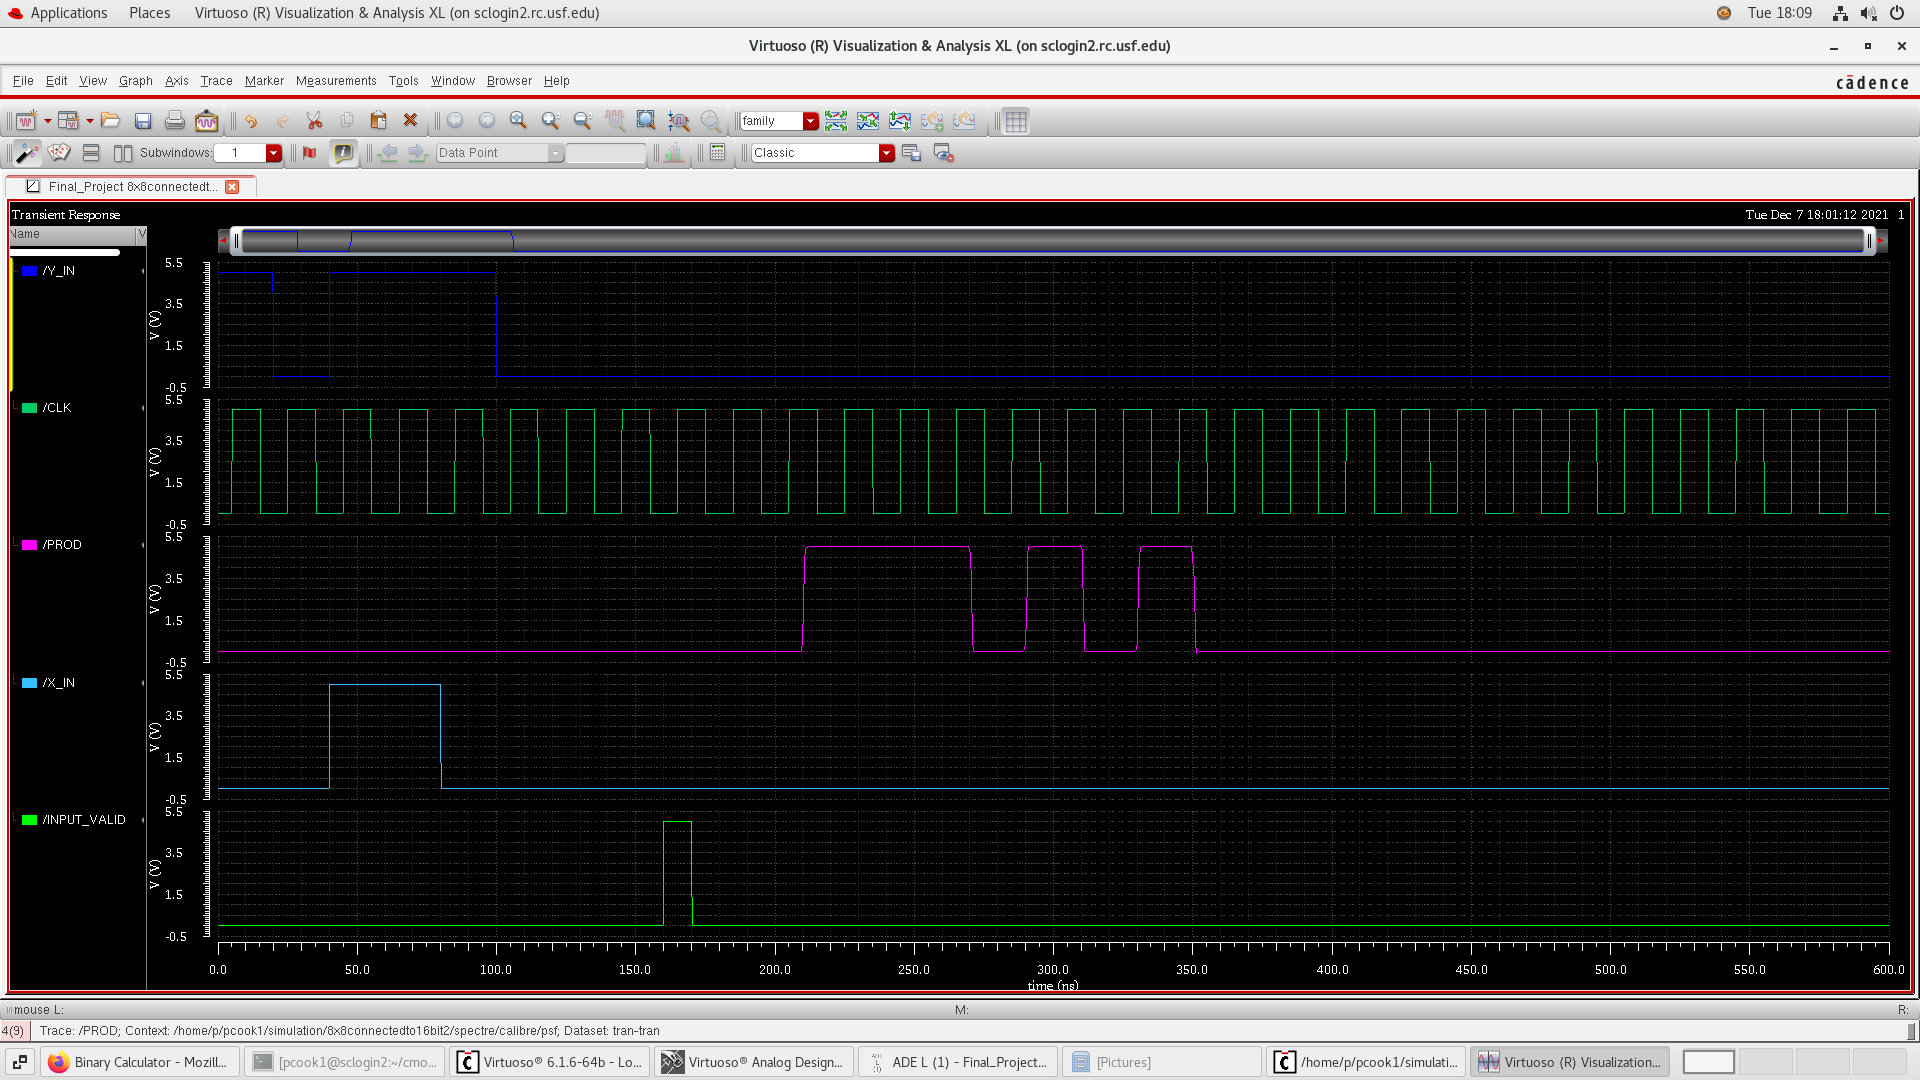 Applications Places Virtuoso (R) Visualization & Analysis XL (on sclogin2.rc.usf.edu) Tue 18:09
Virtuoso (R) Visualization & Analysis XL (on sclogin2.rc.usf.edu)
File Edit View Graph Axis Trace Marker Measurements Tools Window Browser Help cādence
family
Subwindows: 1 Data Point Classic
Final_Project 8x8connectedt...
Transient Response Tue Dec 7 18:01:12 2021 1
Name V
/Y_IN
5.5
3.5
1.5
-0.5
V (V)
/CLK
5.5
3.5
1.5
-0.5
V (V)
/PROD
5.5
3.5
1.5
-0.5
V (V)
/X_IN
5.5
3.5
1.5
-0.5
V (V)
/INPUT_VALID
5.5
3.5
1.5
-0.5
V (V)
0.0 50.0 100.0 150.0 200.0 250.0 300.0 350.0 400.0 450.0 500.0 550.0 600.0
time (ns)
mouse L: M: R:
4(9) Trace: /PROD; Context: /home/p/pcook1/simulation/8x8connectedto16bit2/spectre/calibre/psf; Dataset: tran-tran
Binary Calculator - Mozill... [pcook1@sclogin2:~/cmo... Virtuoso® 6.1.6-64b - Lo... Virtuoso® Analog Design... ADE L (1) - Final_Project... [Pictures] /home/p/pcook1/simulati... Virtuoso (R) Visualization...